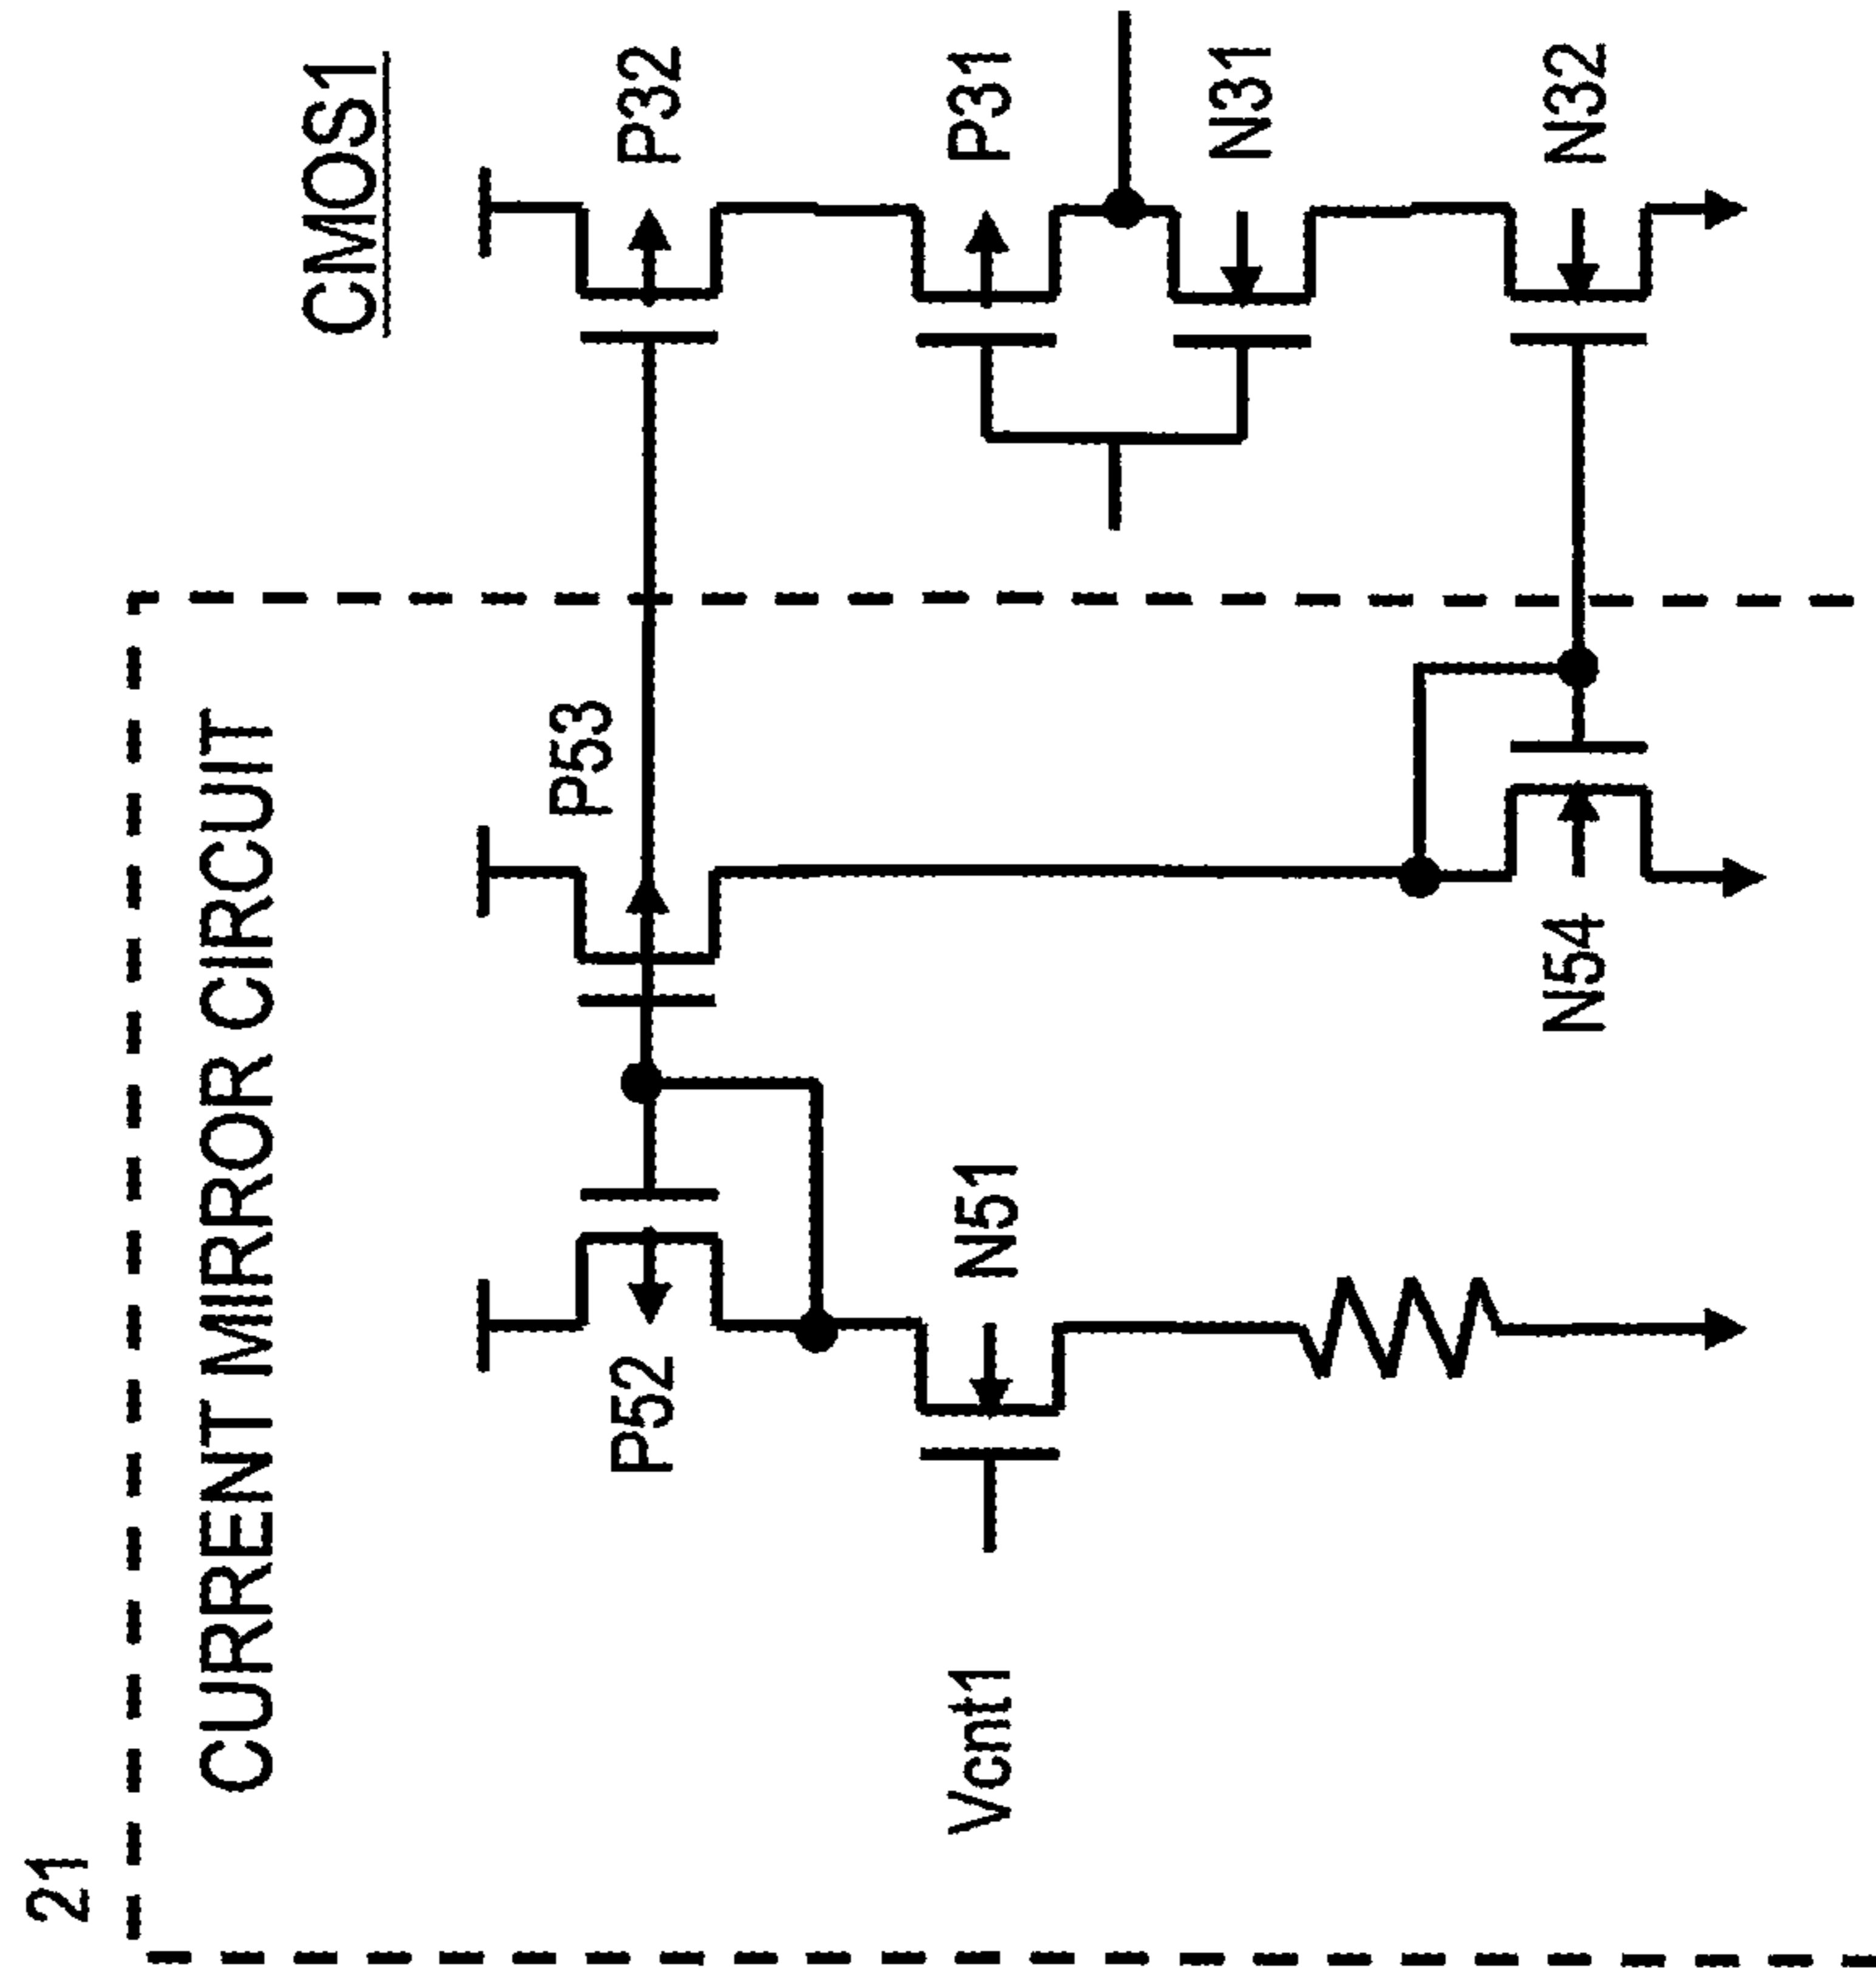 21
CURRENT MIRROR CIRCUIT
CMOS1
P52
P53
P32
Vcnt1
N51
P31
N31
N54
N32